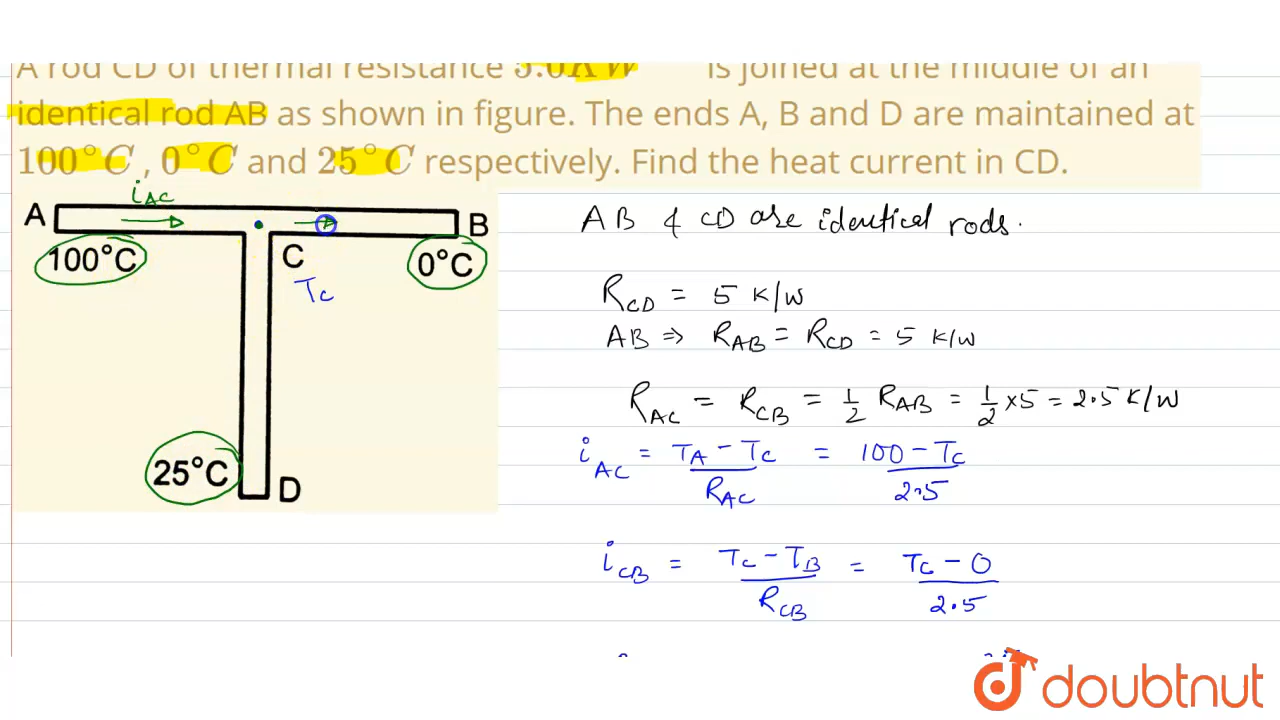 A rod CD of thermal resistance 5.0KW is joined at the middle of an
identical rod AB as shown in figure. The ends A, B and D are maintained at
100°C , 0°C and 25°C respectively. Find the heat current in CD.
i_AC
A
B
100°C
C
0°C
T_C
25°C
D
AB & CD are identical rods.
R_CD = 5 K/W
AB ⇒ R_AB = R_CD = 5 K/W
R_AC = R_CB = 1/2 R_AB = 1/2 × 5 = 2.5 K/W
i_AC = (T_A - T_C)/R_AC = (100 - T_C)/2.5
i_CB = (T_C - T_B)/R_CB = (T_C - 0)/2.5
doubtnut